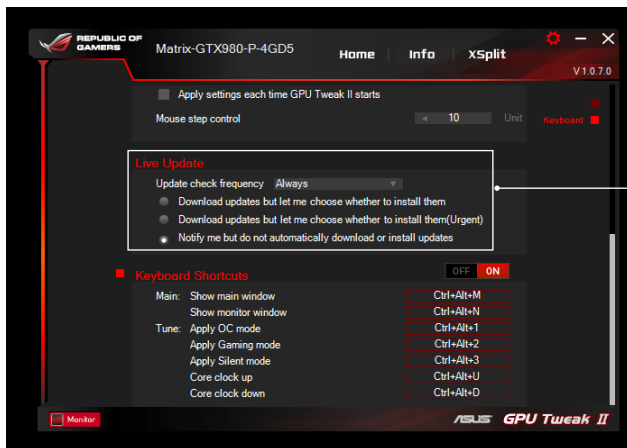 REPUBLIC OF
GAMERS
Matrix-GTX980-P-4GD5
Home
Info
XSplit
V 1.0.7.0
Apply settings each time GPU Tweak II starts
Mouse step control
10
Unit
Keyboard
Live Update
Update check frequency Always
Download updates but let me choose whether to install them
Download updates but let me choose whether to install them(Urgent)
Notify me but do not automatically download or install updates
Keyboard Shortcuts
OFF ON
Main: Show main window Ctrl+Alt+M
Show monitor window Ctrl+Alt+N
Tune: Apply OC mode Ctrl+Alt+1
Apply Gaming mode Ctrl+Alt+2
Apply Silent mode Ctrl+Alt+3
Core clock up Ctrl+Alt+U
Core clock down Ctrl+Alt+D
Monitor
ASUS GPU Tweak II